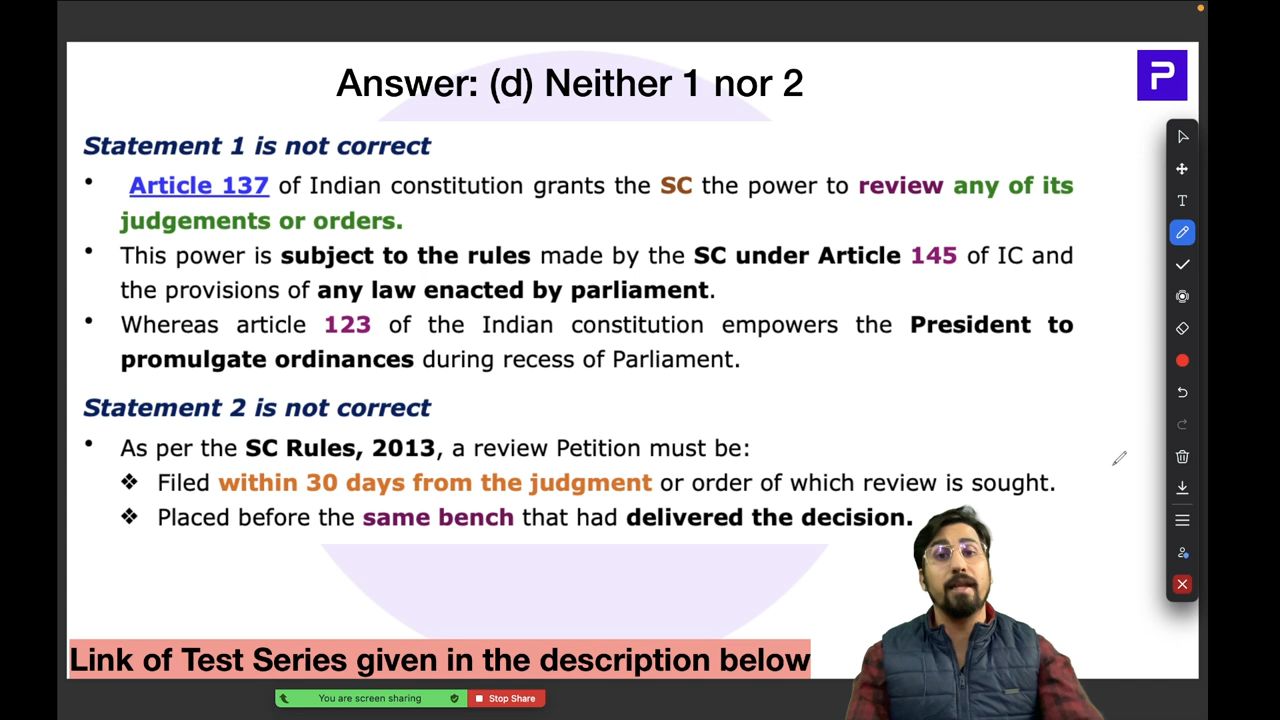 Answer: (d) Neither 1 nor 2
P
Statement 1 is not correct
• Article 137 of Indian constitution grants the SC the power to review any of its
judgements or orders.
• This power is subject to the rules made by the SC under Article 145 of IC and
the provisions of any law enacted by parliament.
• Whereas article 123 of the Indian constitution empowers the President to
promulgate ordinances during recess of Parliament.
Statement 2 is not correct
• As per the SC Rules, 2013, a review Petition must be:
❖ Filed within 30 days from the judgment or order of which review is sought.
❖ Placed before the same bench that had delivered the decision.
Link of Test Series given in the description below
You are screen sharing
Stop Share